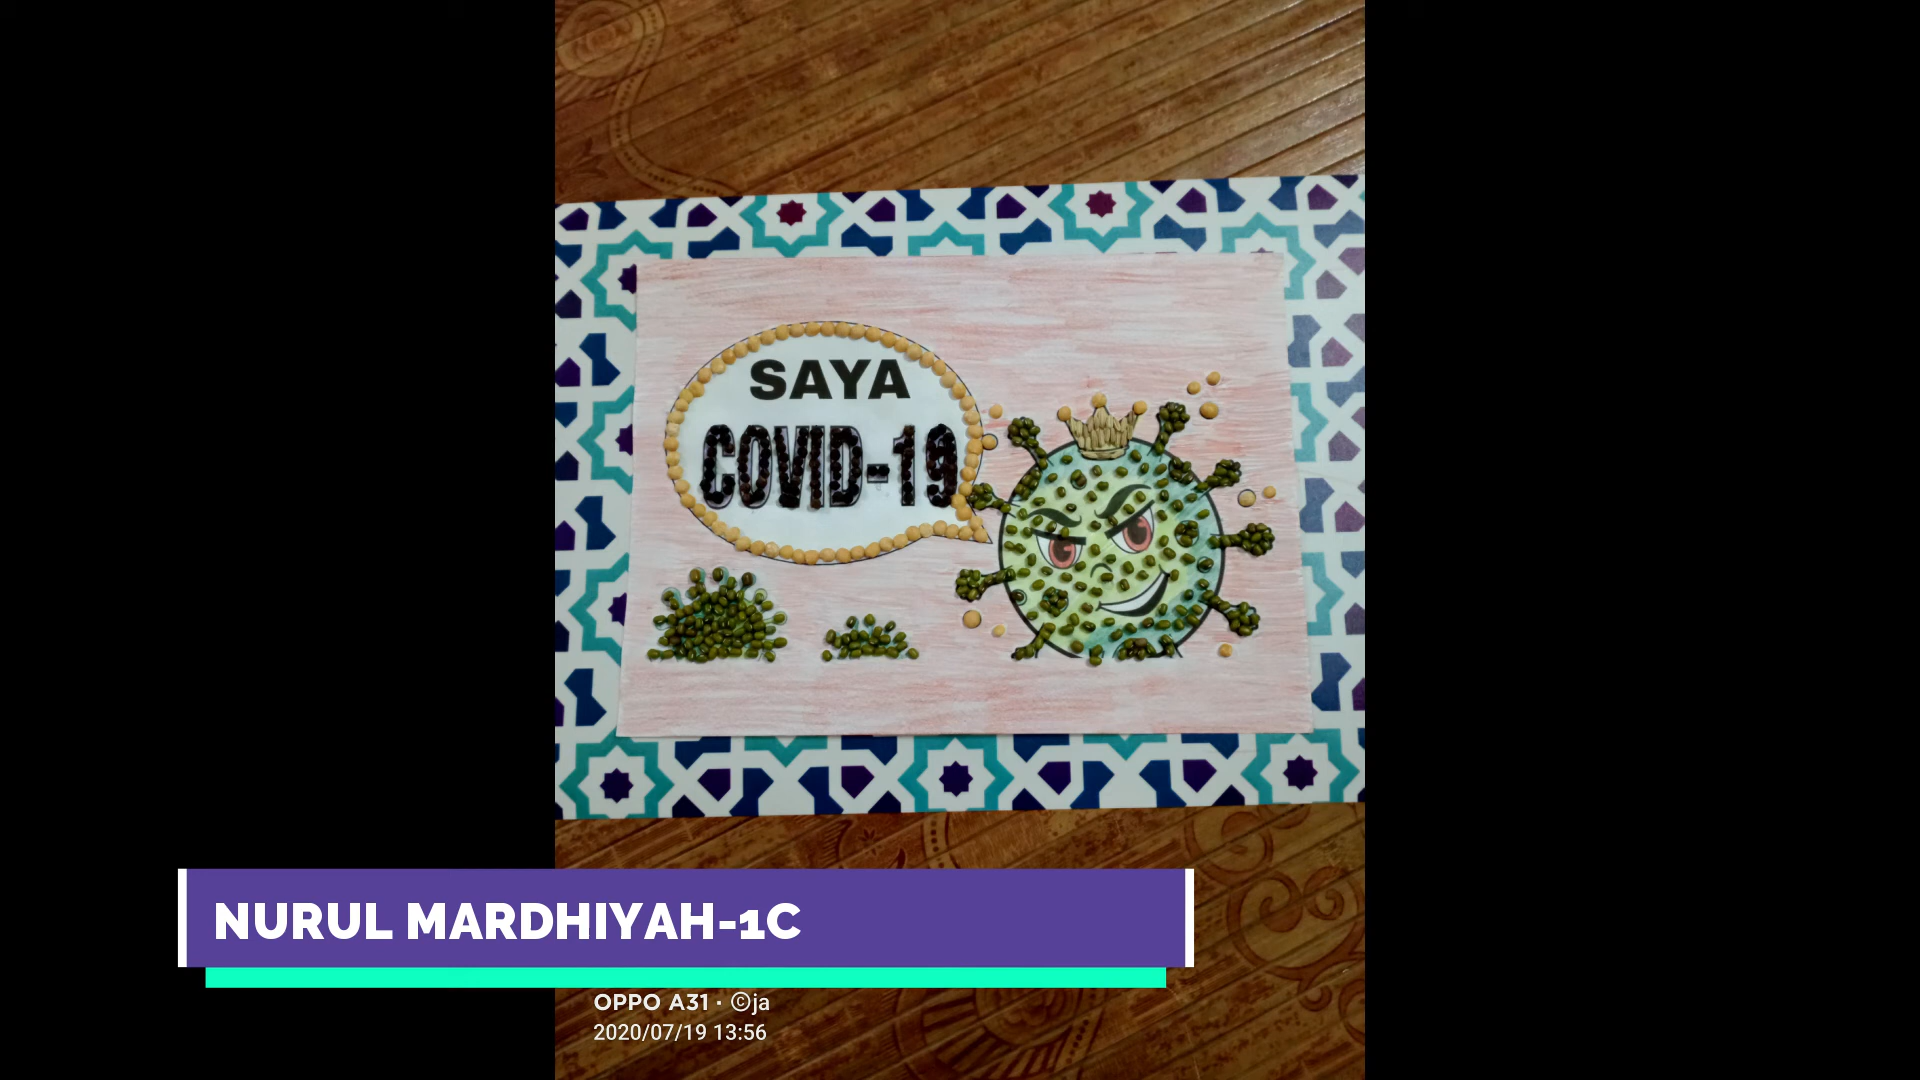 SAYA
COVID-19
NURUL MARDHIYAH-1C
OPPO A31 · ©ja
2020/07/19 13:56